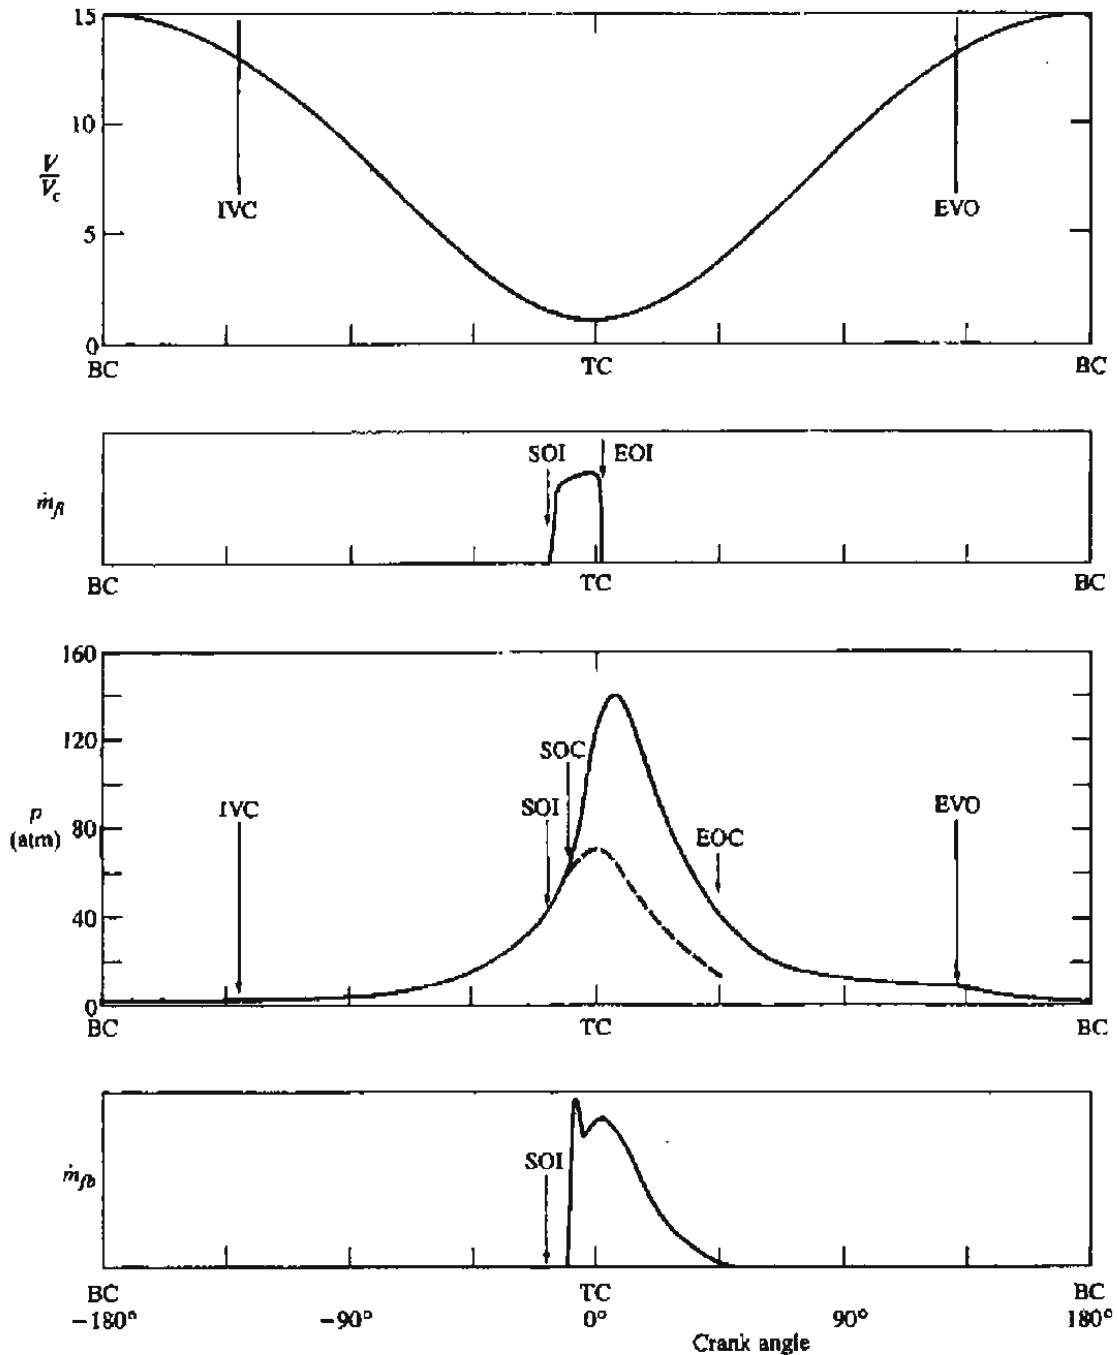 15
10
V
V_c
IVC
EVO
5
0
BC
TC
BC
SOI
EOI
ṁ_fi
BC
TC
BC
160
120
SOC
IVC
SOI
EVO
p
(atm)
80
EOC
40
0
BC
TC
BC
SOI
ṁ_fb
BC
TC
BC
−180°
−90°
0°
90°
180°
Crank angle